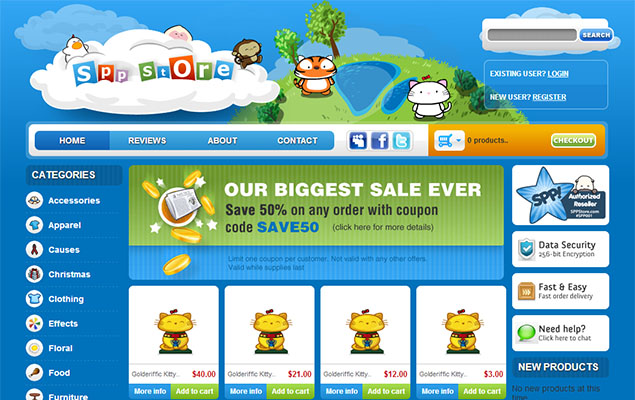 Spp StORe
SEARCH
EXISTING USER? LOGIN
NEW USER? REGISTER
HOME
REVIEWS
ABOUT
CONTACT
0 products..
CHECKOUT
CATEGORIES
Accessories
Apparel
Causes
Christmas
Clothing
Effects
Floral
Food
Furniture
OUR BIGGEST SALE EVER
Save 50% on any order with coupon
code SAVE50 (click here for more details)
Limit one coupon per customer. Not valid with any other offers.
Valid while supplies last
Golderiffic Kitty.. $40.00
More info Add to cart
Golderiffic Kitty.. $21.00
More info Add to cart
Golderiffic Kitty.. $12.00
More info Add to cart
Golderiffic Kitty.. $3.00
More info Add to cart
SPP!
Authorized
Reseller
SPPStore.com
Data Security
256-bit Encryption
Fast & Easy
Fast order delivery
Need help?
Click here to chat
NEW PRODUCTS
No new products at this
time